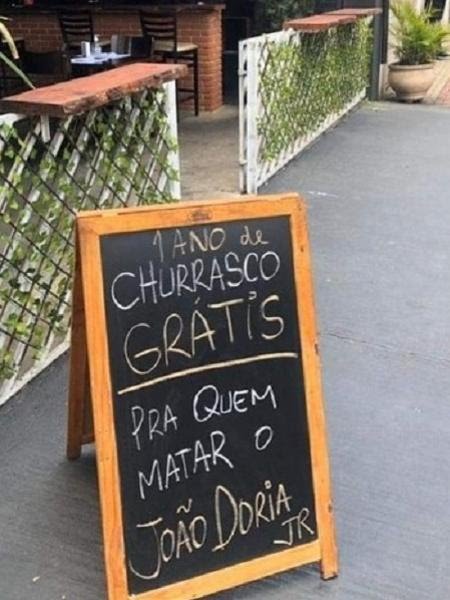 1 ANO de
CHURRASCO
GRÁTIS
PRA QUEM
MATAR O
JOÃO DORIA
JR